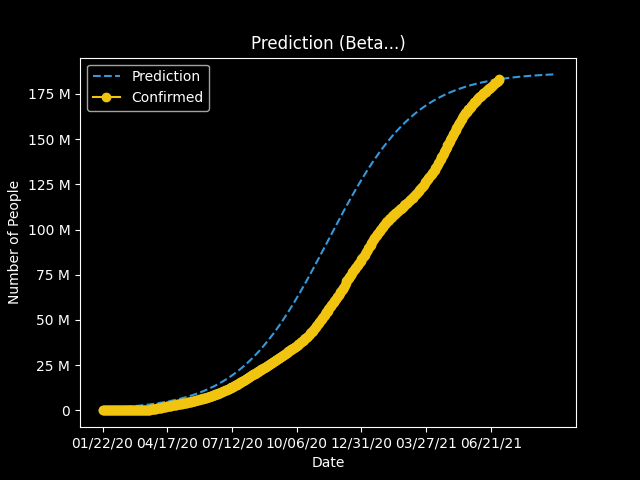 Prediction (Beta...)
Prediction
Confirmed
175 M
150 M
125 M
100 M
75 M
50 M
25 M
0
Number of People
01/22/20 04/17/20 07/12/20 10/06/20 12/31/20 03/27/21 06/21/21
Date